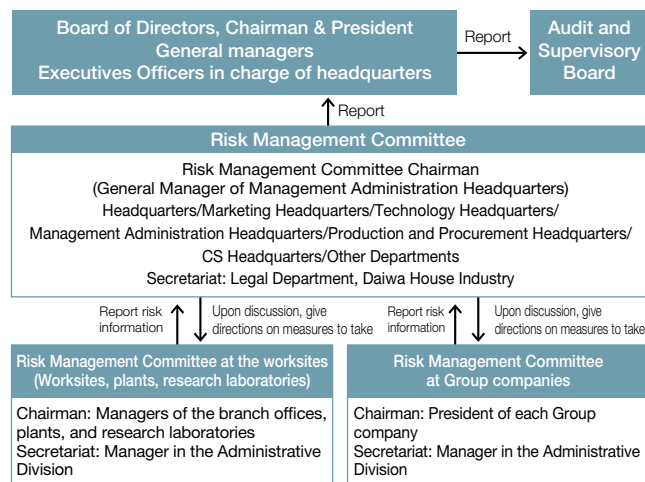 Board of Directors, Chairman & President
General managers
Executives Officers in charge of headquarters
Report
Audit and
Supervisory
Board
Report
Risk Management Committee
Risk Management Committee Chairman
(General Manager of Management Administration Headquarters)
Headquarters/Marketing Headquarters/Technology Headquarters/
Management Administration Headquarters/Production and Procurement Headquarters/
CS Headquarters/Other Departments
Secretariat: Legal Department, Daiwa House Industry
Report risk
information
Upon discussion, give
directions on measures to take
Report risk
information
Upon discussion, give
directions on measures to take
Risk Management Committee at the worksites
(Worksites, plants, research laboratories)
Chairman: Managers of the branch offices,
plants, and research laboratories
Secretariat: Manager in the Administrative
Division
Risk Management Committee
at Group companies
Chairman: President of each Group
company
Secretariat: Manager in the Administrative
Division